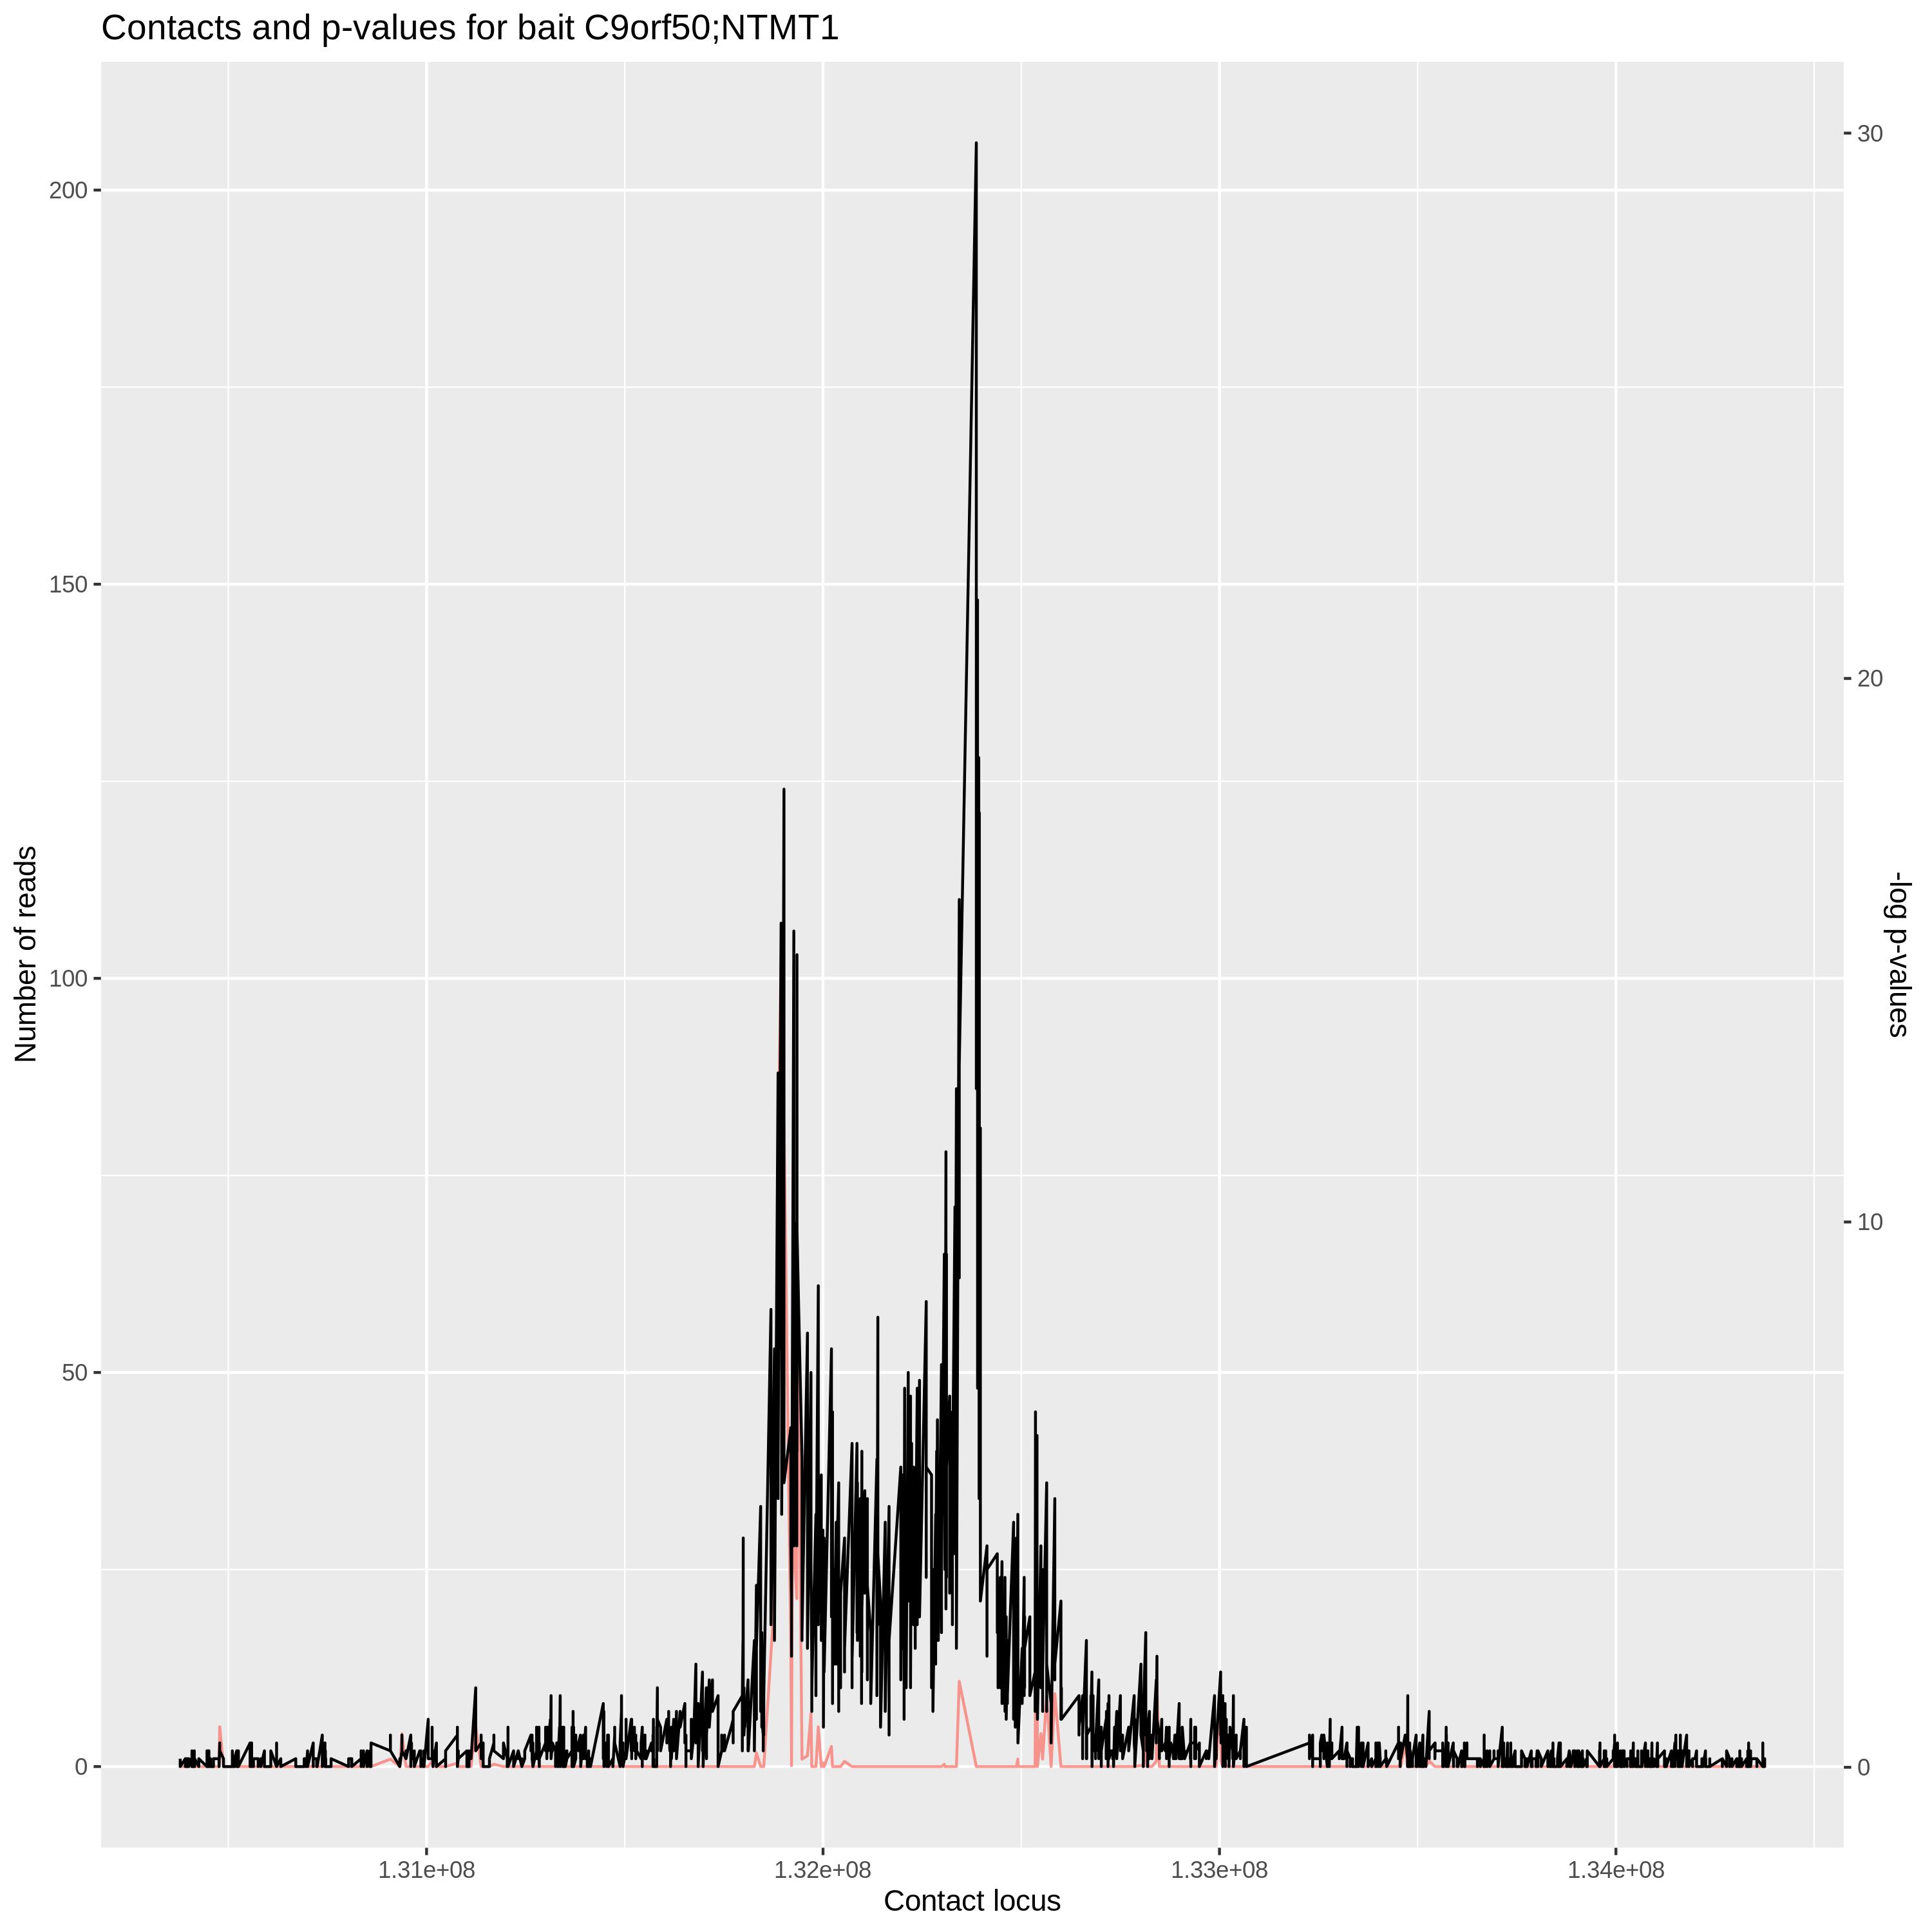 Contacts and p-values for bait C9orf50;NTMT1
200
150
100
50
0
30
20
10
0
Number of reads
-log p-values
1.31e+08
1.32e+08
1.33e+08
1.34e+08
Contact locus